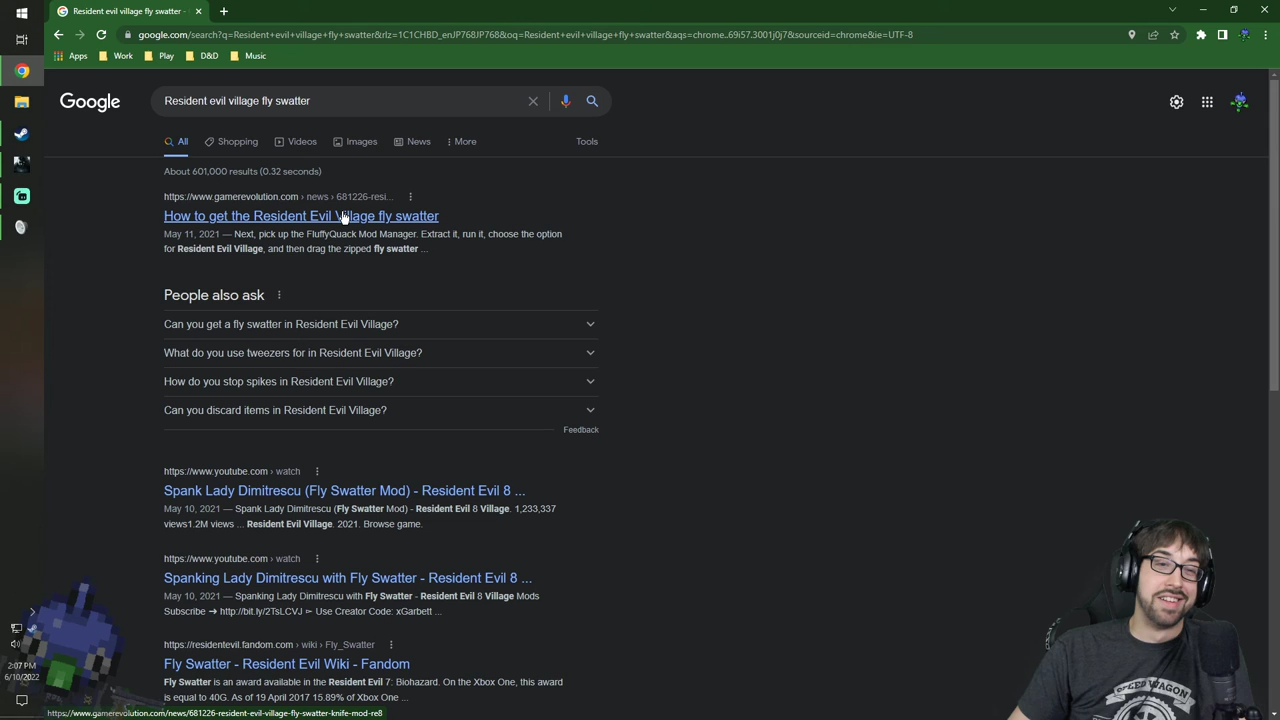 Resident evil village fly swatter -
google.com/search?q=Resident+evil+village+fly+swatter&rlz=1C1CHBD_enJP768JP768&oq=Resident+evil+village+fly+swatter&aqs=chrome..69i57.3001j0j7&sourceid=chrome&ie=UTF-8
Apps Work Play D&D Music
Google
Resident evil village fly swatter
All Shopping Videos Images News More Tools
About 601,000 results (0.32 seconds)
https://www.gamerevolution.com › news › 681226-resi...
How to get the Resident Evil Village fly swatter
May 11, 2021 — Next, pick up the FluffyQuack Mod Manager. Extract it, run it, choose the option
for Resident Evil Village, and then drag the zipped fly swatter ...
People also ask
Can you get a fly swatter in Resident Evil Village?
What do you use tweezers for in Resident Evil Village?
How do you stop spikes in Resident Evil Village?
Can you discard items in Resident Evil Village?
Feedback
https://www.youtube.com › watch
Spank Lady Dimitrescu (Fly Swatter Mod) - Resident Evil 8 ...
May 10, 2021 — Spank Lady Dimitrescu (Fly Swatter Mod) - Resident Evil 8 Village. 1,233,337
views1.2M views ... Resident Evil Village. 2021. Browse game.
https://www.youtube.com › watch
Spanking Lady Dimitrescu with Fly Swatter - Resident Evil 8 ...
May 10, 2021 — Spanking Lady Dimitrescu with Fly Swatter - Resident Evil 8 Village Mods
Subscribe → http://bit.ly/2TsLCVJ ⊳ Use Creator Code: xGarbett ...
https://residentevil.fandom.com › wiki › Fly_Swatter
Fly Swatter - Resident Evil Wiki - Fandom
Fly Swatter is an award available in the Resident Evil 7: Biohazard. On the Xbox One, this award
is equal to 40G. As of 19 April 2017 15.89% of Xbox One ...
2:07 PM
6/10/2022
https://www.gamerevolution.com/news/681226-resident-evil-village-fly-swatter-knife-mod-re8
SPEED WAGON